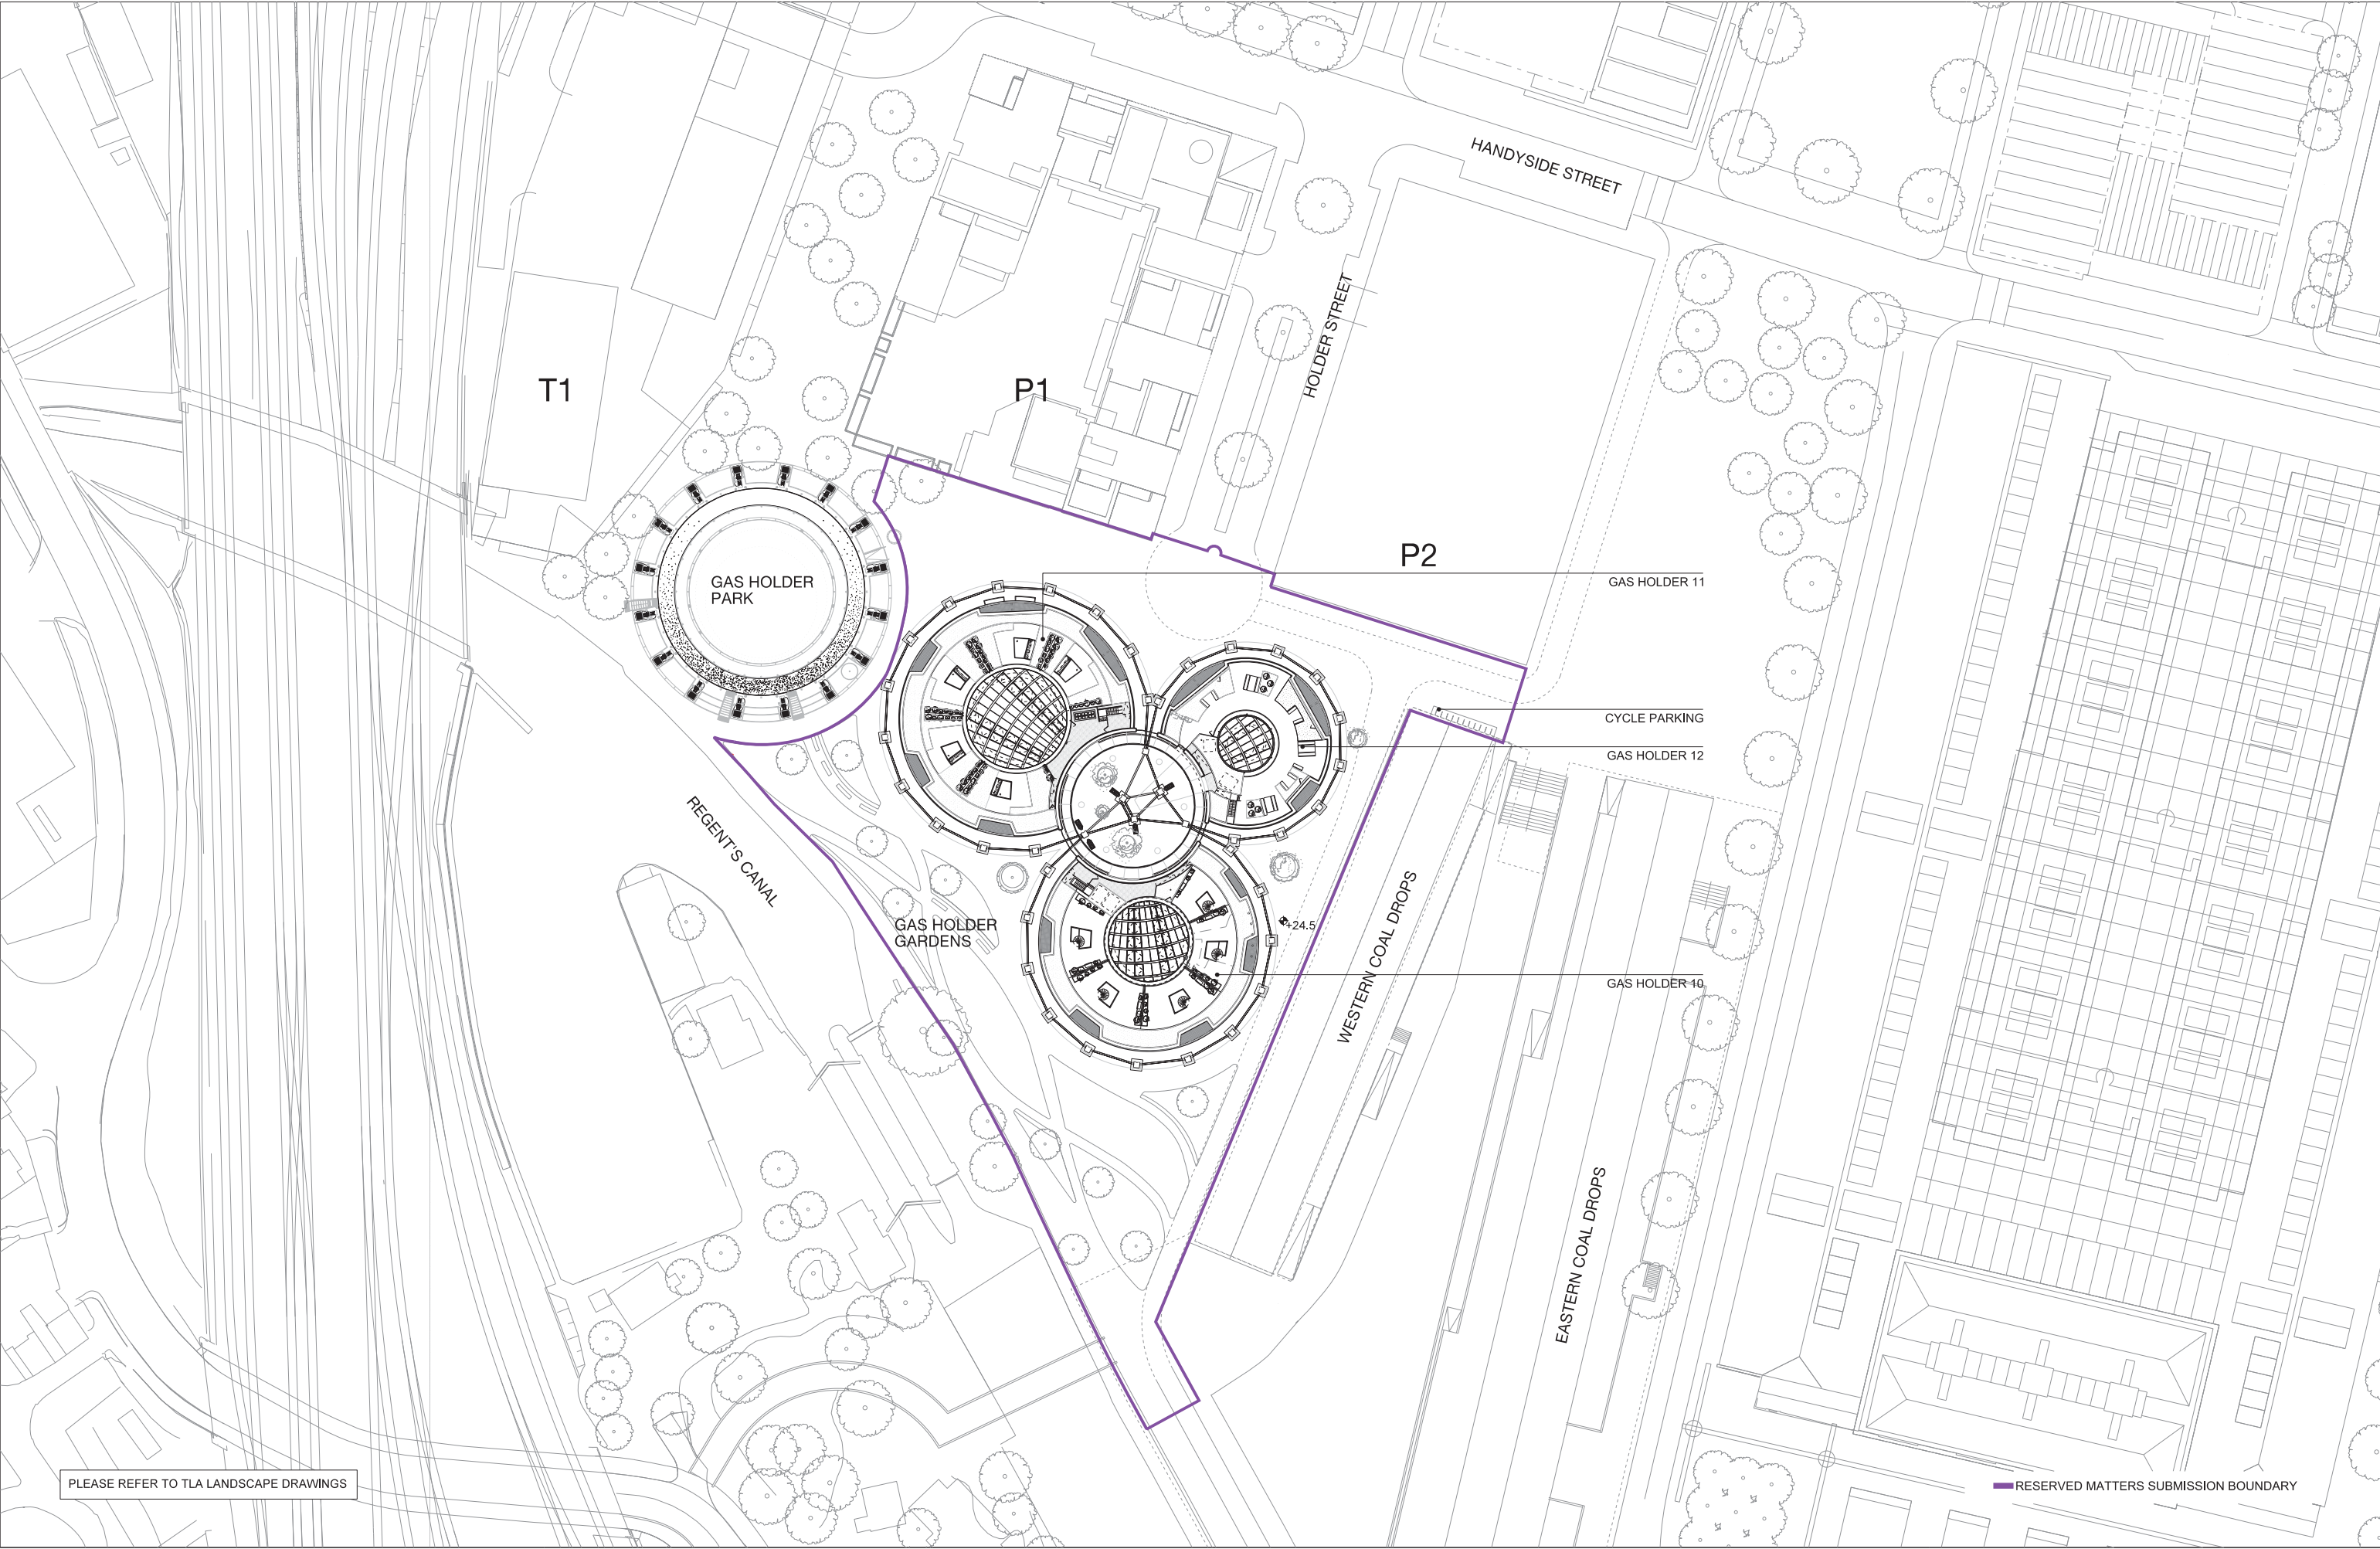 HANDYSIDE STREET
HOLDER STREET
T1
P1
P2
GAS HOLDER
PARK
GAS HOLDER 11
CYCLE PARKING
GAS HOLDER 12
REGENT'S CANAL
GAS HOLDER
GARDENS
+24.5
WESTERN COAL DROPS
GAS HOLDER 10
EASTERN COAL DROPS
PLEASE REFER TO TLA LANDSCAPE DRAWINGS
RESERVED MATTERS SUBMISSION BOUNDARY